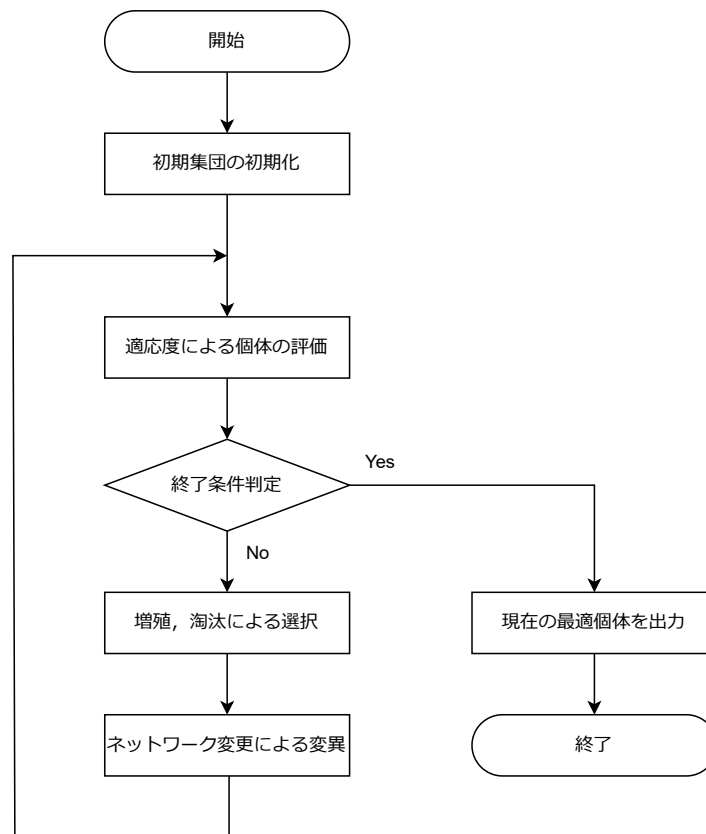 開始
初期集団の初期化
適応度による個体の評価
終了条件判定
Yes
No
増殖，淘汰による選択
現在の最適個体を出力
ネットワーク変更による変異
終了